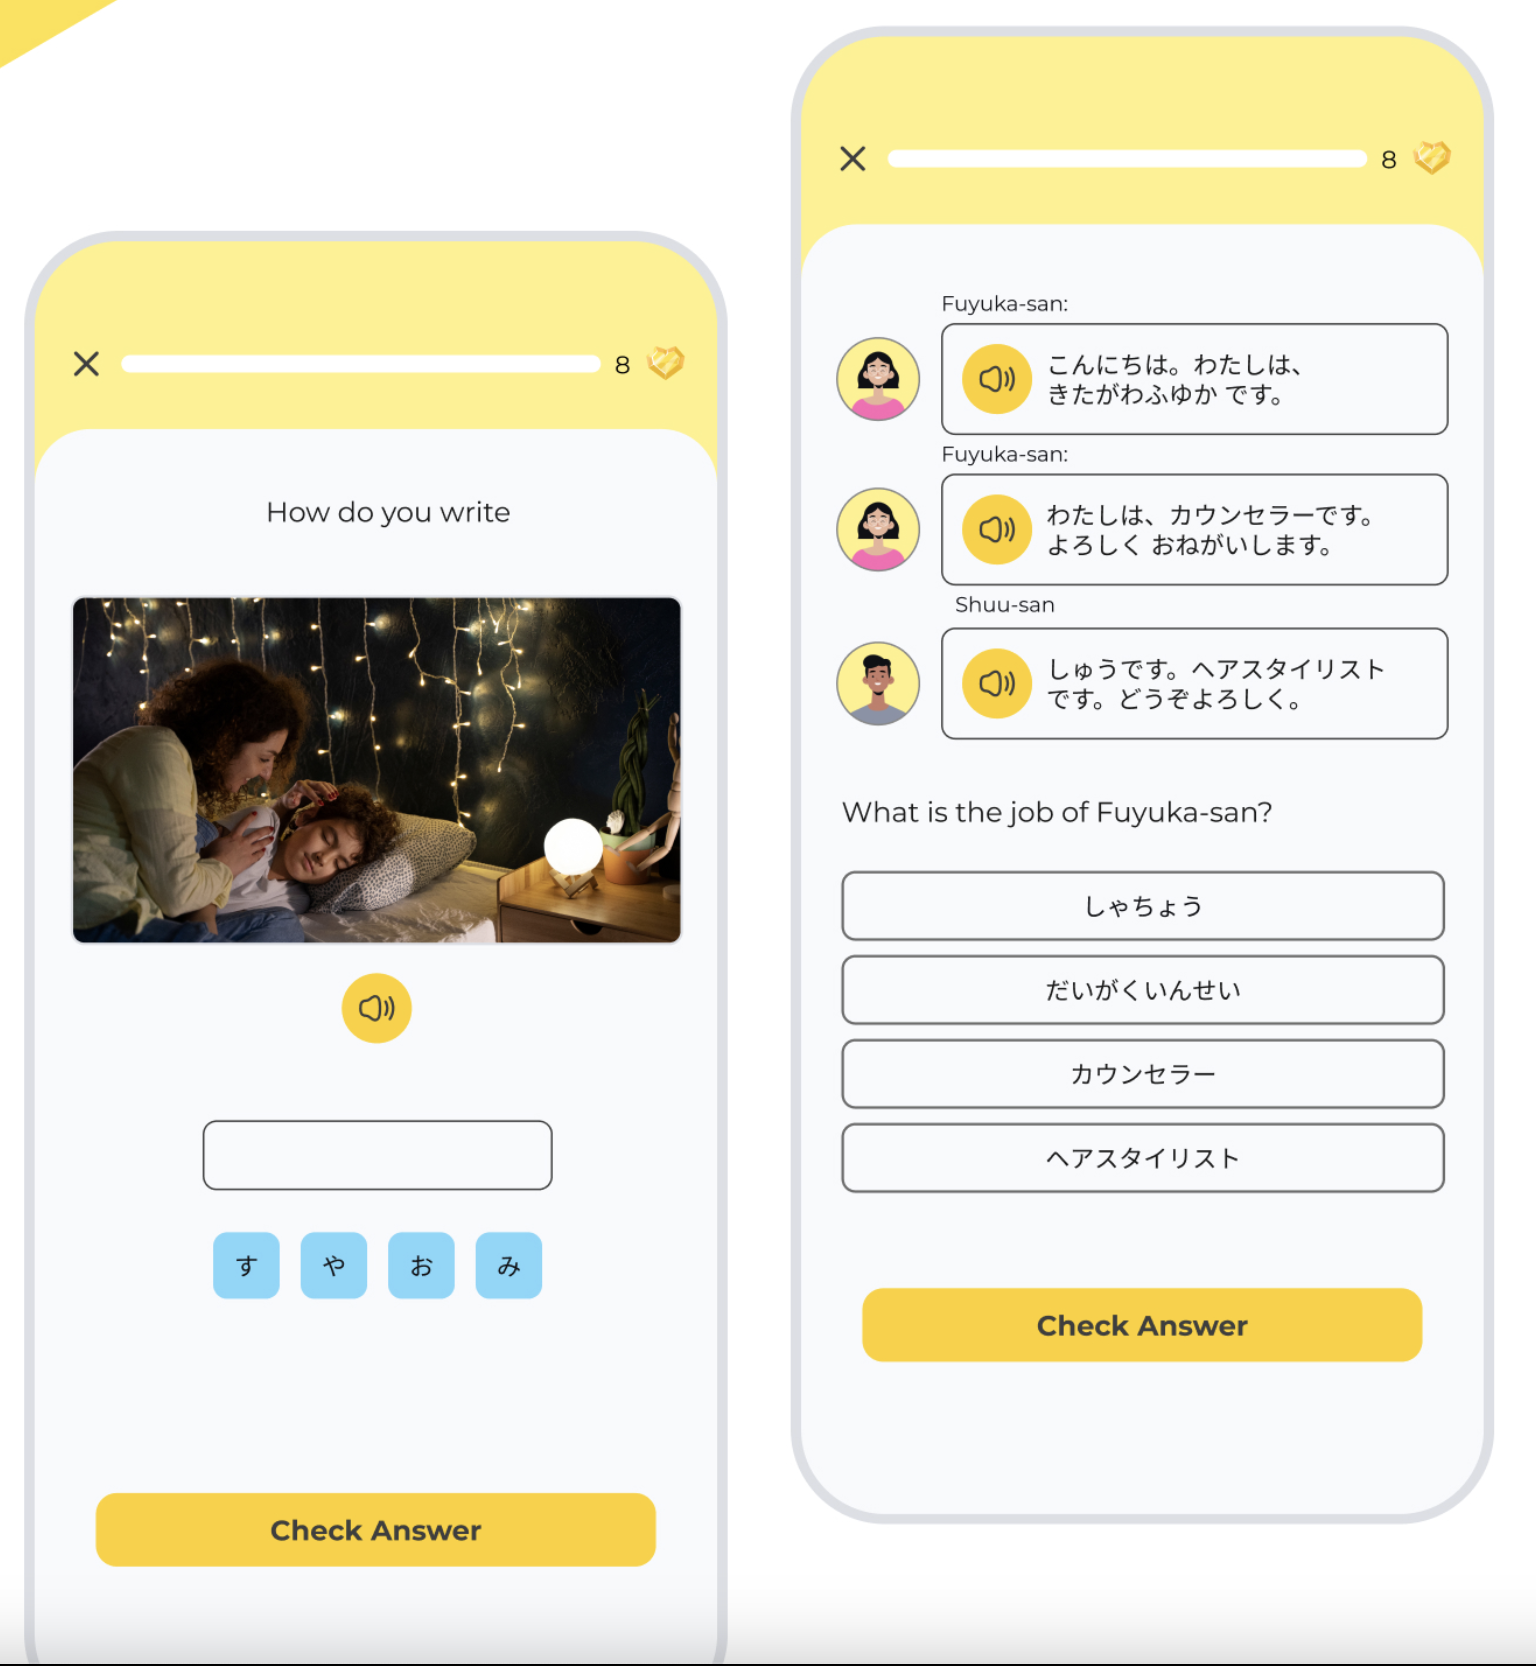 8
How do you write
す
や
お
み
Check Answer
8
Fuyuka-san:
こんにちは。わたしは、
きたがわふゆか です。
Fuyuka-san:
わたしは、カウンセラーです。
よろしく おねがいします。
Shuu-san
しゅうです。ヘアスタイリスト
です。どうぞよろしく。
What is the job of Fuyuka-san?
しゃちょう
だいがくいんせい
カウンセラー
ヘアスタイリスト
Check Answer